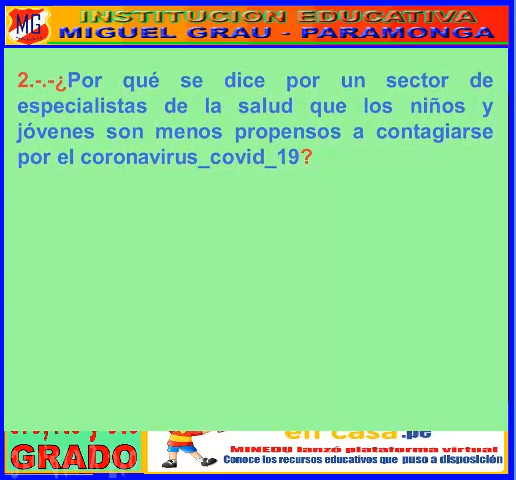 MG
INSTITUCION EDUCATIVA
MIGUEL GRAU - PARAMONGA
2.-.-¿Por qué se dice por un sector de
especialistas de la salud que los niños y
jóvenes son menos propensos a contagiarse
por el coronavirus_covid_19?
GRADO
en casa.pe
MINEDU lanzó plataforma virtual
Conoce los recursos educativos que puso a disposición